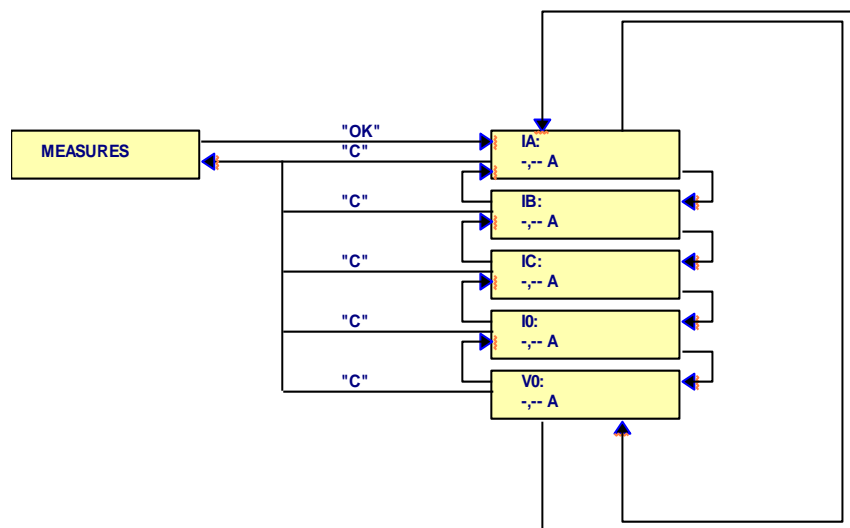 MEASURES
"OK"
"C"
IA:
-,-- A
"C"
IB:
-,-- A
"C"
IC:
-,-- A
"C"
I0:
-,-- A
"C"
V0:
-,-- A